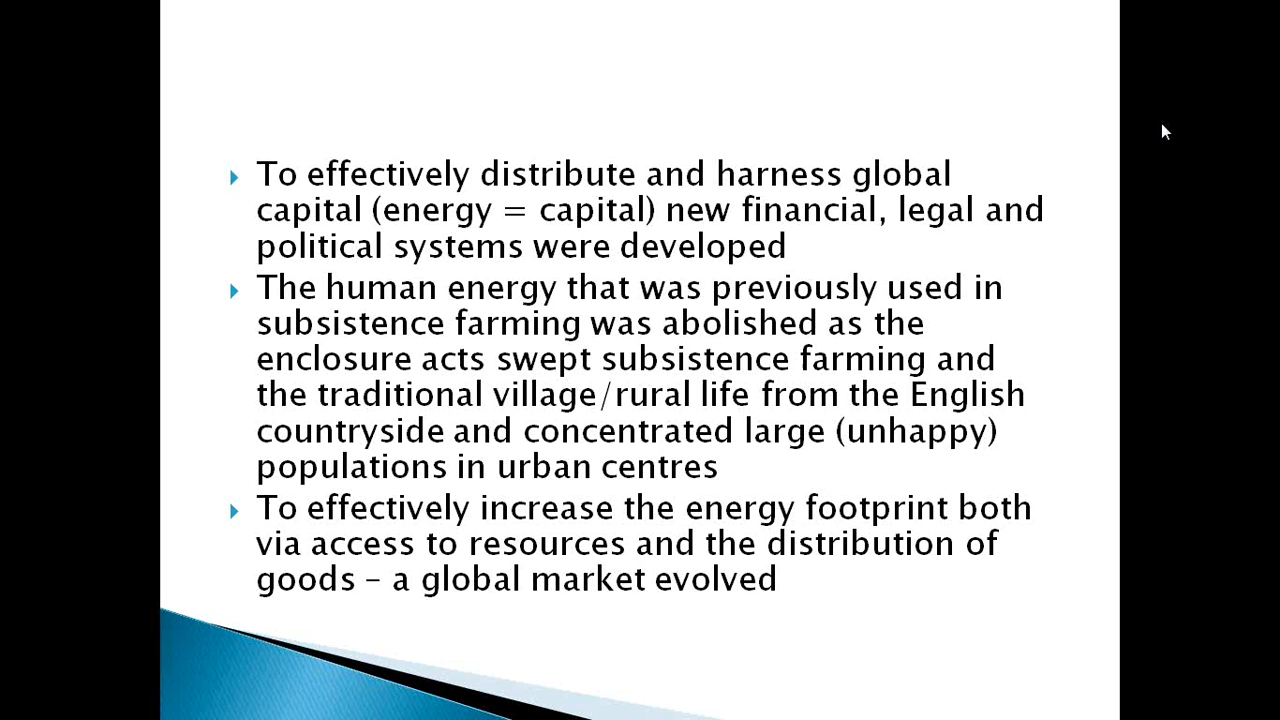 To effectively distribute and harness global
capital (energy = capital) new financial, legal and
political systems were developed
The human energy that was previously used in
subsistence farming was abolished as the
enclosure acts swept subsistence farming and
the traditional village/rural life from the English
countryside and concentrated large (unhappy)
populations in urban centres
To effectively increase the energy footprint both
via access to resources and the distribution of
goods – a global market evolved